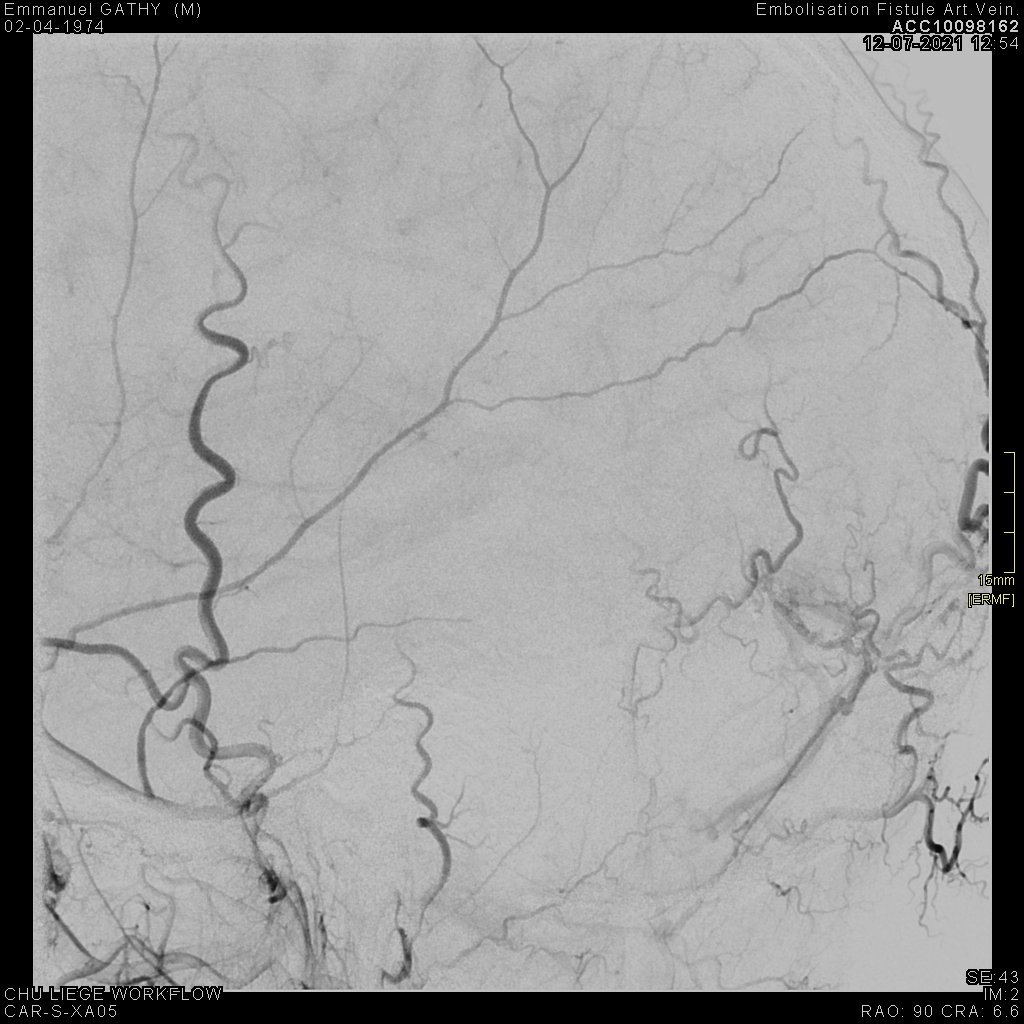 Emmanuel GATHY (M)
02-04-1974
Embolisation Fistule Art.Vein.
ACC10098162
12-07-2021 12:54
15mm
[ERMF]
CHU LIEGE WORKFLOW
CAR-S-XA05
SE:43
IM:2
RAO: 90 CRA: 6.6